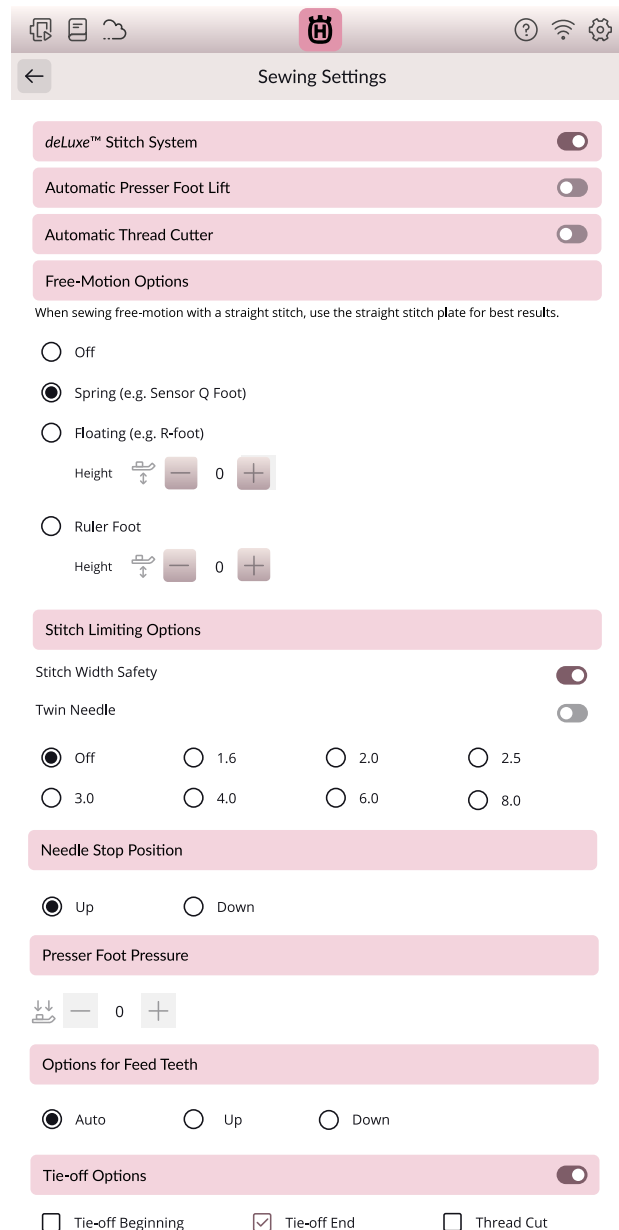 H
Sewing Settings
deLuxe™ Stitch System
Automatic Presser Foot Lift
Automatic Thread Cutter
Free-Motion Options
When sewing free-motion with a straight stitch, use the straight stitch plate for best results.
Off
Spring (e.g. Sensor Q Foot)
Floating (e.g. R-foot)
Height 0
Ruler Foot
Height 0
Stitch Limiting Options
Stitch Width Safety
Twin Needle
Off 1.6 2.0 2.5
3.0 4.0 6.0 8.0
Needle Stop Position
Up Down
Presser Foot Pressure
0
Options for Feed Teeth
Auto Up Down
Tie-off Options
Tie-off Beginning Tie-off End Thread Cut